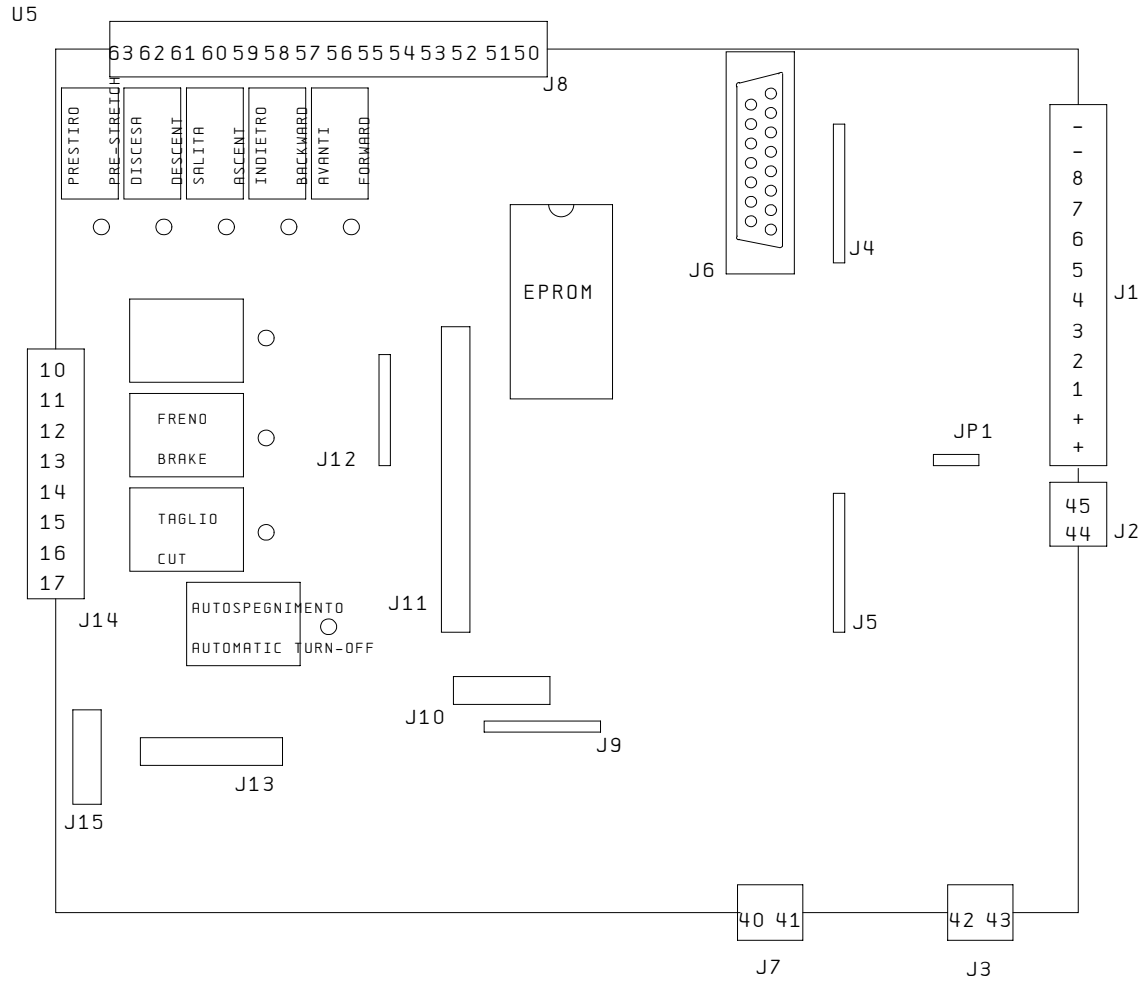 U5
63 62 61 60 59 58 57 56 55 54 53 52 51 50
J8
PRESTIRO
PRE-STRETCH
DISCESA
DESCENT
SALITA
ASCENT
INDIETRO
BACKWARD
AVANTI
FORWARD
J6
J4
EPROM
-
-
8
7
6
5
4
3
2
1
+
+
J1
10
11
12
13
14
15
16
17
J14
FRENO
BRAKE
TAGLIO
CUT
AUTOSPEGNIMENTO
AUTOMATIC TURN-OFF
J12
J11
JP1
45
44
J2
J5
J10
J9
J13
J15
40 41
J7
42 43
J3